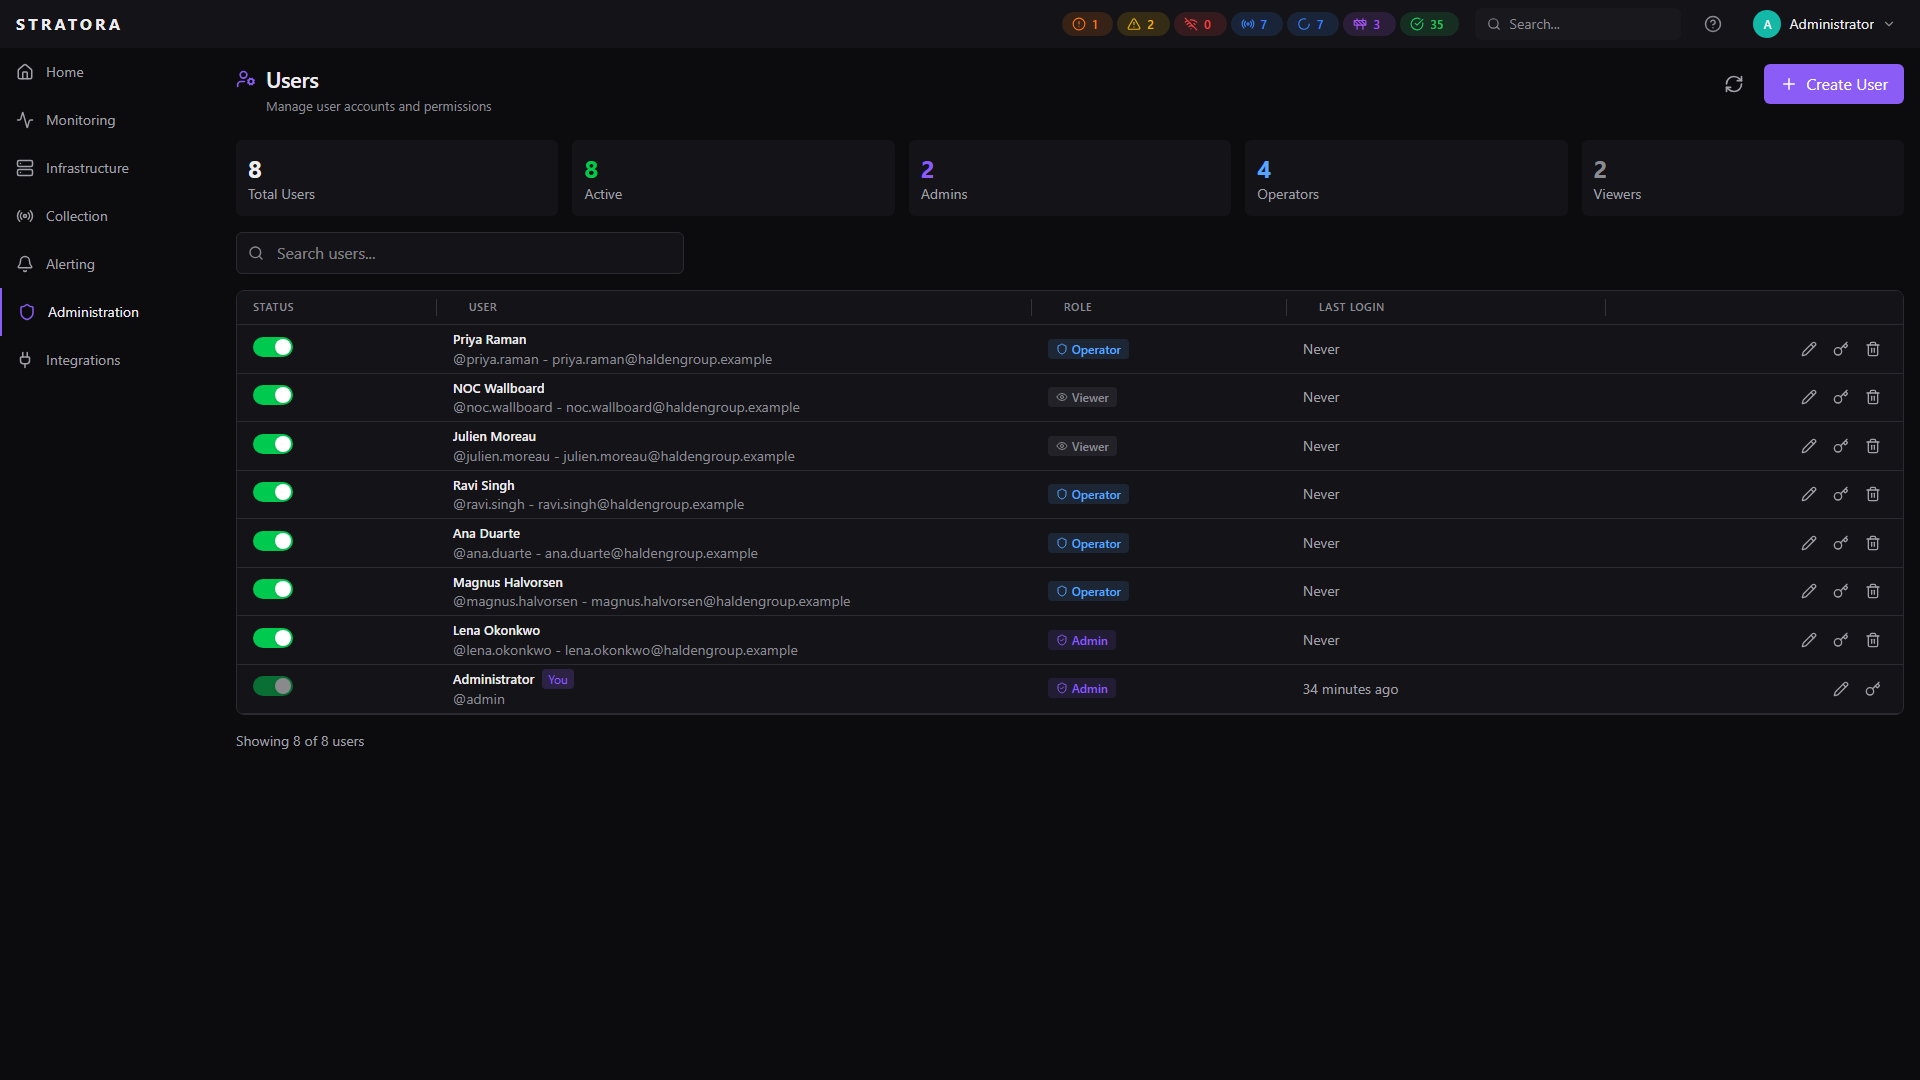 STRATORA
1
2
0
7
7
3
35
Search...
A
Administrator
Home
Monitoring
Infrastructure
Collection
Alerting
Administration
Integrations
Users
Manage user accounts and permissions
Create User
8
Total Users
8
Active
2
Admins
4
Operators
2
Viewers
Search users...
STATUS USER ROLE LAST LOGIN
Priya Raman
@priya.raman - priya.raman@haldengroup.example
Operator
Never
NOC Wallboard
@noc.wallboard - noc.wallboard@haldengroup.example
Viewer
Never
Julien Moreau
@julien.moreau - julien.moreau@haldengroup.example
Viewer
Never
Ravi Singh
@ravi.singh - ravi.singh@haldengroup.example
Operator
Never
Ana Duarte
@ana.duarte - ana.duarte@haldengroup.example
Operator
Never
Magnus Halvorsen
@magnus.halvorsen - magnus.halvorsen@haldengroup.example
Operator
Never
Lena Okonkwo
@lena.okonkwo - lena.okonkwo@haldengroup.example
Admin
Never
Administrator You
@admin
Admin
34 minutes ago
Showing 8 of 8 users